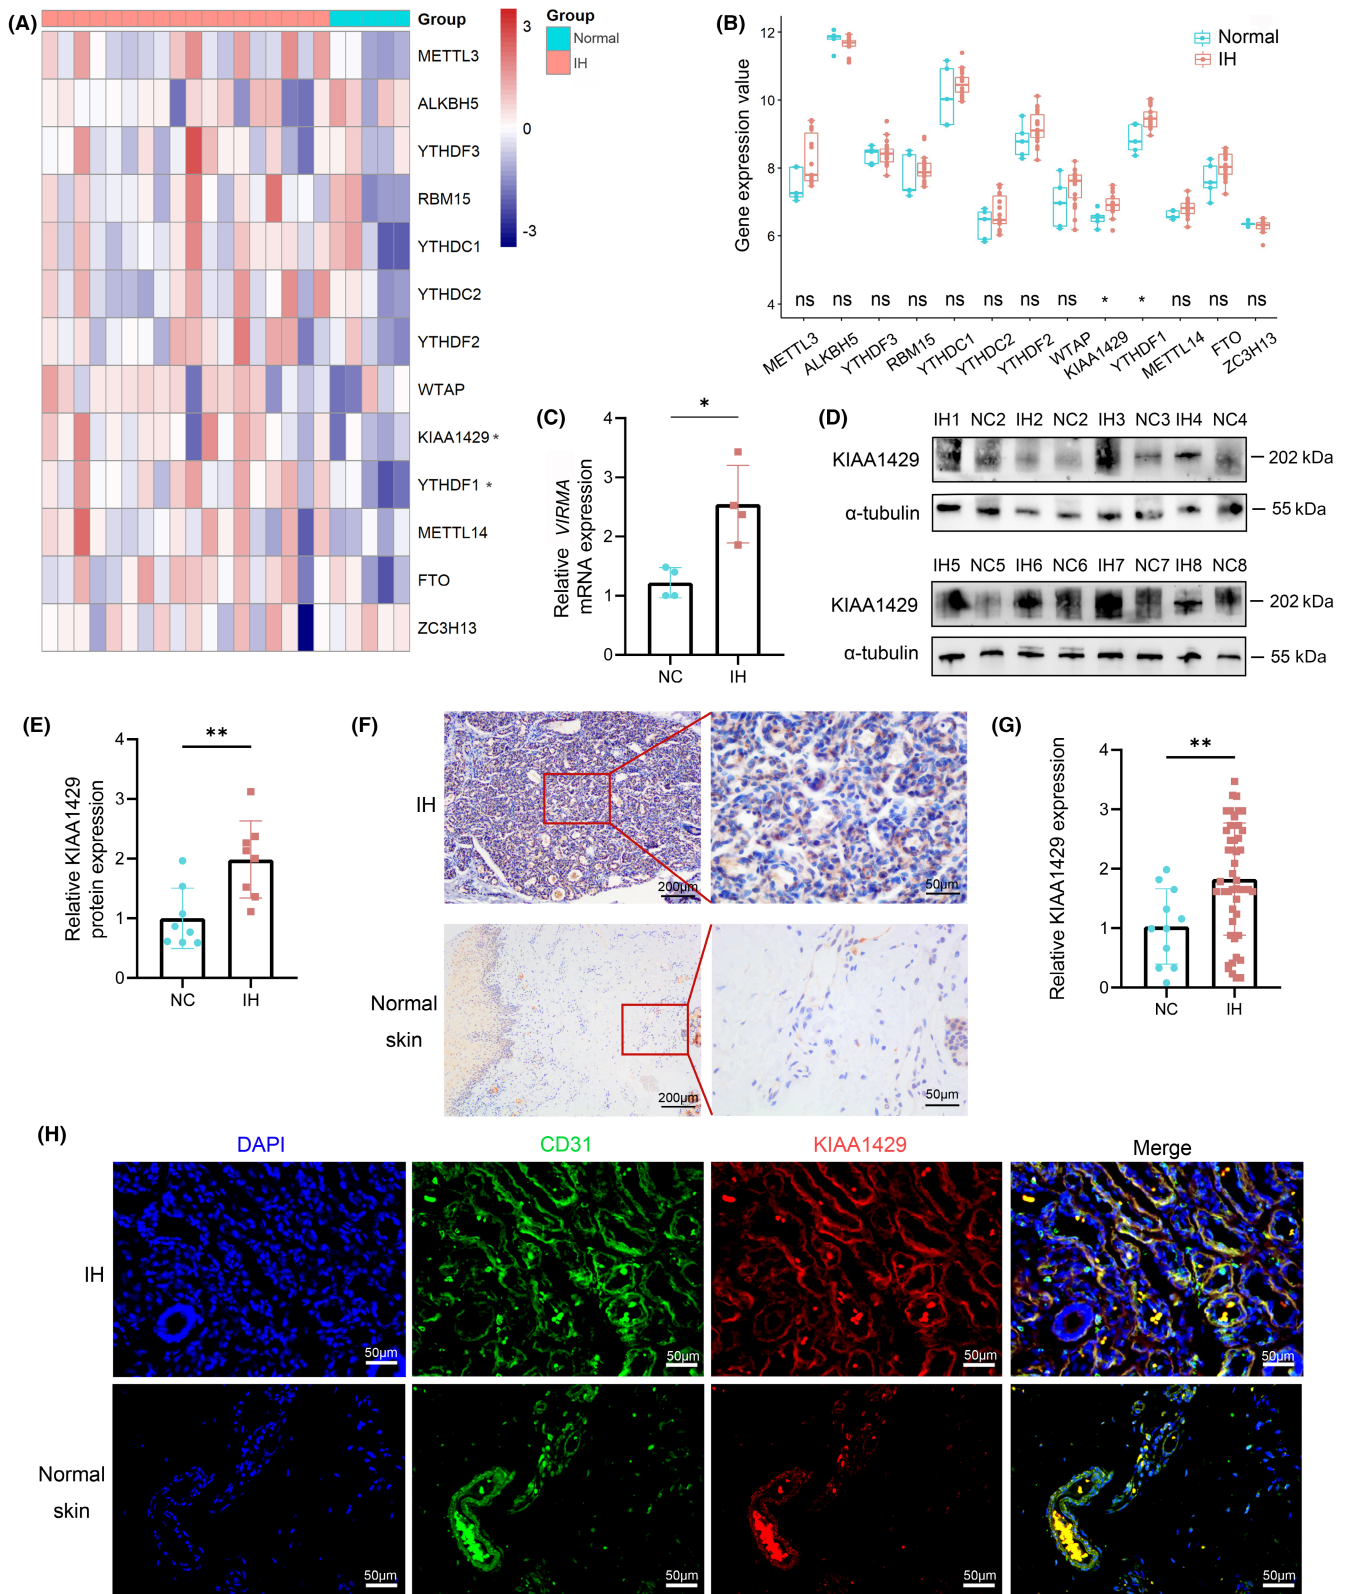 (A)
Group
METTL3
ALKBH5
YTHDF3
RBM15
YTHDC1
YTHDC2
YTHDF2
WTAP
KIAA1429 *
YTHDF1 *
METTL14
FTO
ZC3H13
3
0
-3
Group
Normal
IH
(B)
Gene expression value
12
10
8
6
4
Normal
IH
ns ns ns ns ns ns ns ns * * ns ns ns
METTL3
ALKBH5
YTHDF3
RBM15
YTHDC1
YTHDC2
YTHDF2
WTAP
KIAA1429
YTHDF1
METTL14
FTO
ZC3H13
(C)
Relative VIRMA
mRNA expression
4
3
2
1
0
*
NC IH
(D)
IH1 NC2 IH2 NC2 IH3 NC3 IH4 NC4
KIAA1429
202 kDa
α-tubulin
55 kDa
IH5 NC5 IH6 NC6 IH7 NC7 IH8 NC8
KIAA1429
202 kDa
α-tubulin
55 kDa
(E)
Relative KIAA1429
protein expression
4
3
2
1
0
**
NC IH
(F)
IH
200μm
50μm
Normal
skin
200μm
50μm
(G)
Relative KIAA1429 expression
4
3
2
1
0
**
NC IH
(H)
DAPI CD31 KIAA1429 Merge
IH
50μm 50μm 50μm 50μm
Normal
skin
50μm 50μm 50μm 50μm